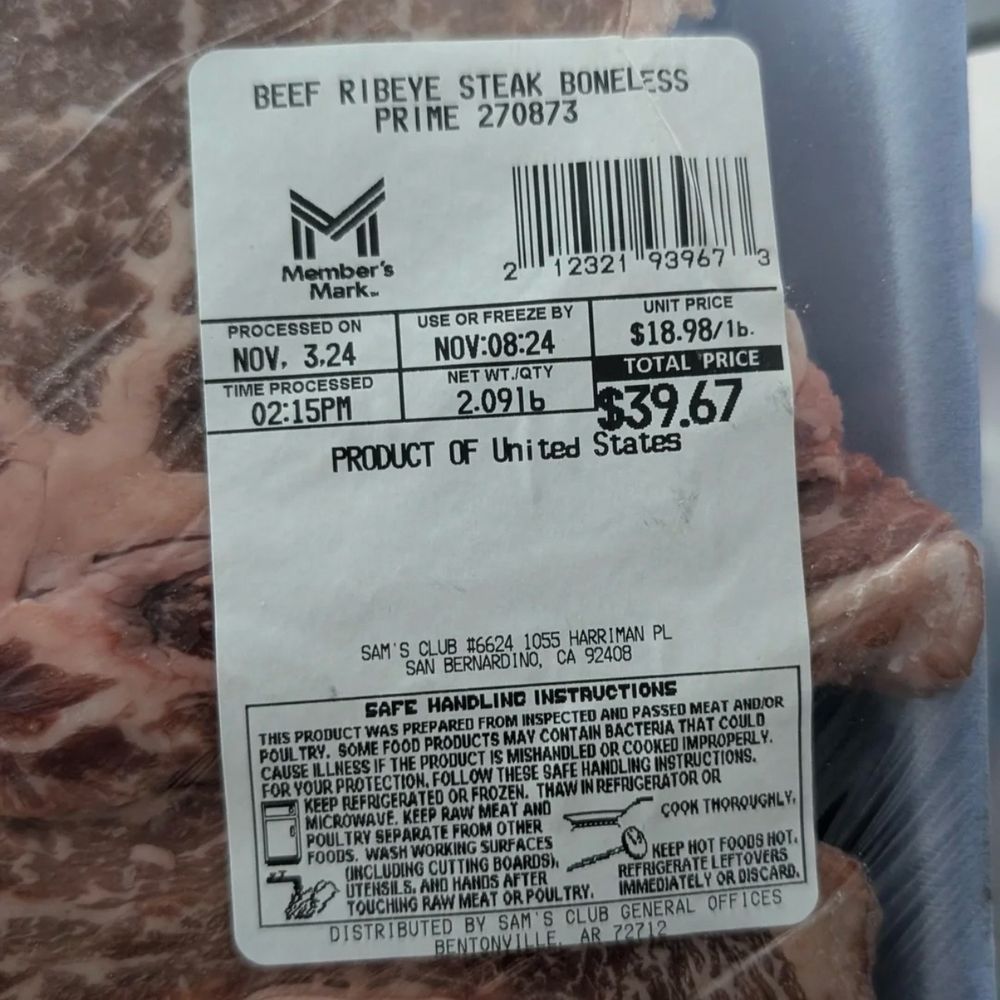 BEEF RIBEYE STEAK BONELESS
PRIME 270873
Member's
Mark™
2 12321 93967 3
PROCESSED ON
NOV. 3.24
USE OR FREEZE BY
NOV:08:24
UNIT PRICE
$18.98/lb.
TIME PROCESSED
02:15PM
NET WT./QTY
2.09lb
TOTAL PRICE
$39.67
PRODUCT OF United States
SAM'S CLUB #6624 1055 HARRIMAN PL
SAN BERNARDINO, CA 92408
SAFE HANDLING INSTRUCTIONS
THIS PRODUCT WAS PREPARED FROM INSPECTED AND PASSED MEAT AND/OR
POULTRY. SOME FOOD PRODUCTS MAY CONTAIN BACTERIA THAT COULD
CAUSE ILLNESS IF THE PRODUCT IS MISHANDLED OR COOKED IMPROPERLY.
FOR YOUR PROTECTION, FOLLOW THESE SAFE HANDLING INSTRUCTIONS.
KEEP REFRIGERATED OR FROZEN. THAW IN REFRIGERATOR OR
MICROWAVE. KEEP RAW MEAT AND
POULTRY SEPARATE FROM OTHER
FOODS. WASH WORKING SURFACES
(INCLUDING CUTTING BOARDS),
UTENSILS, AND HANDS AFTER
TOUCHING RAW MEAT OR POULTRY.
COOK THOROUGHLY.
KEEP HOT FOODS HOT.
REFRIGERATE LEFTOVERS
IMMEDIATELY OR DISCARD.
DISTRIBUTED BY SAM'S CLUB GENERAL OFFICES
BENTONVILLE, AR 72712